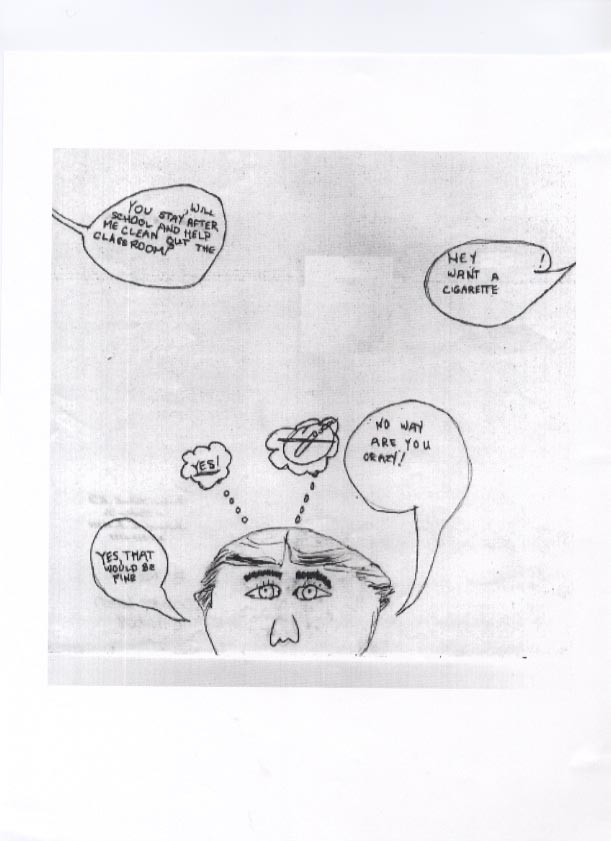 YOU, WILL
STAY AFTER
SCHOOL AND HELP
ME CLEAN OUT THE
CLASSROOM?
HEY !
WANT A
CIGARETTE
NO WAY
ARE YOU
CRAZY!
YES!
YES, THAT
WOULD BE
FINE